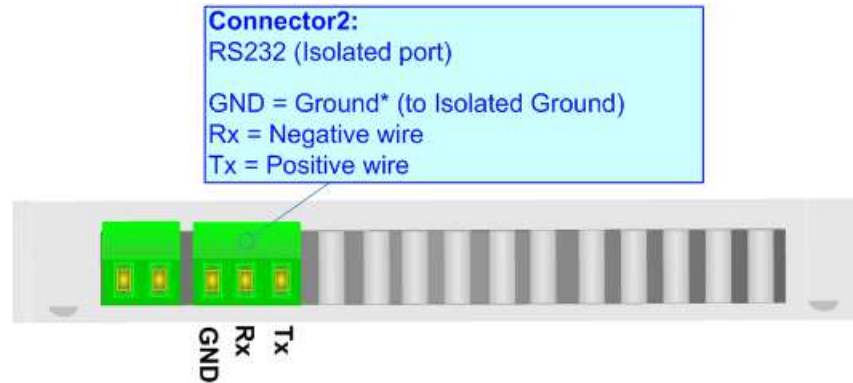 Connector2:
RS232 (Isolated port)
GND = Ground* (to Isolated Ground)
Rx = Negative wire
Tx = Positive wire
GND
Rx
Tx